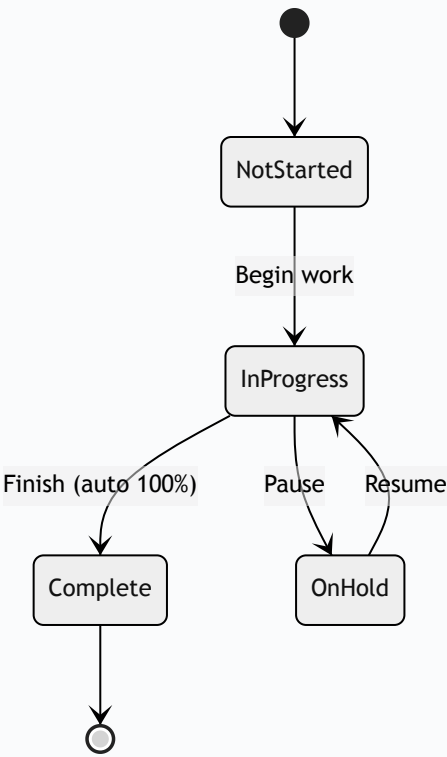 NotStarted
Begin work
InProgress
Finish (auto 100%)
Pause
Resume
Complete
OnHold